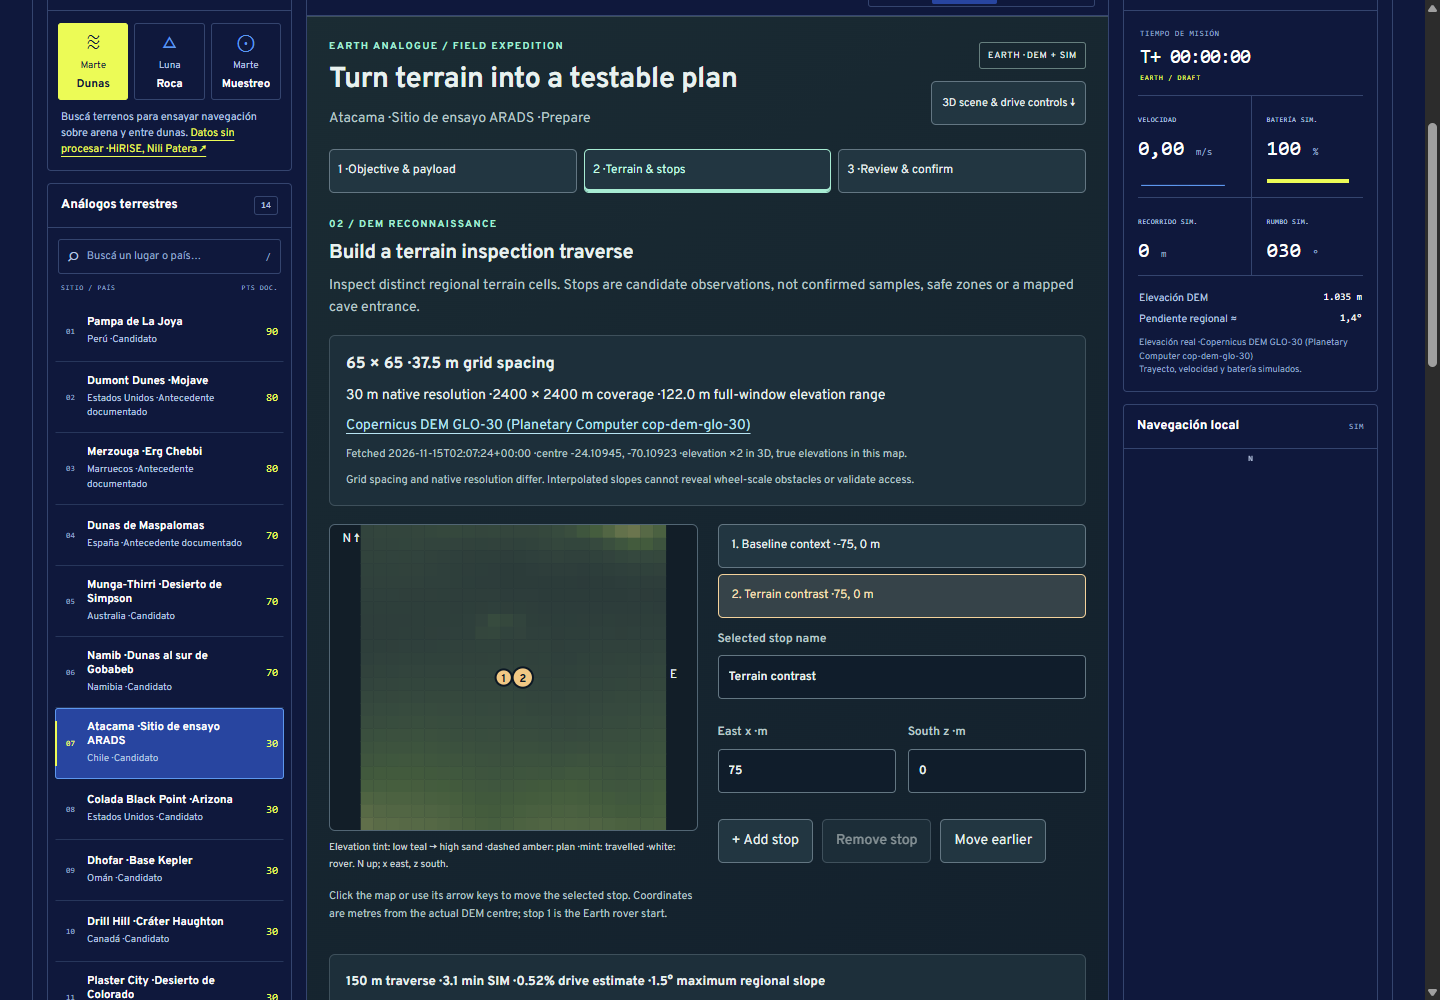 Marte
Dunas
Luna
Roca
Marte
Muestreo
Buscá terrenos para ensayar navegación
sobre arena y entre dunas. Datos sin
procesar ·HiRISE, Nili Patera ↗
Análogos terrestres
14
Buscá un lugar o país...
/
SITIO / PAÍS
PTS DOC.
01
Pampa de La Joya
Perú ·Candidato
90
02
Dumont Dunes ·Mojave
Estados Unidos ·Antecedente
documentado
80
03
Merzouga ·Erg Chebbi
Marruecos ·Antecedente
documentado
80
04
Dunas de Maspalomas
España ·Antecedente documentado
70
05
Munga-Thirri ·Desierto de
Simpson
Australia ·Candidato
70
06
Namib ·Dunas al sur de
Gobabeb
Namibia ·Candidato
70
07
Atacama ·Sitio de ensayo
ARADS
Chile ·Candidato
30
08
Colada Black Point ·Arizona
Estados Unidos ·Candidato
30
09
Dhofar ·Base Kepler
Omán ·Candidato
30
10
Drill Hill ·Cráter Haughton
Canadá ·Candidato
30
11
Plaster City ·Desierto de
Colorado
30
EARTH ANALOGUE / FIELD EXPEDITION
Turn terrain into a testable plan
Atacama ·Sitio de ensayo ARADS ·Prepare
EARTH ·DEM + SIM
3D scene & drive controls ↓
1 ·Objective & payload
2 ·Terrain & stops
3 ·Review & confirm
02 / DEM RECONNAISSANCE
Build a terrain inspection traverse
Inspect distinct regional terrain cells. Stops are candidate observations, not confirmed samples, safe zones or a mapped
cave entrance.
65 × 65 ·37.5 m grid spacing
30 m native resolution ·2400 × 2400 m coverage ·122.0 m full-window elevation range
Copernicus DEM GLO-30 (Planetary Computer cop-dem-glo-30)
Fetched 2026-11-15T02:07:24+00:00 ·centre -24.10945, -70.10923 ·elevation ×2 in 3D, true elevations in this map.
Grid spacing and native resolution differ. Interpolated slopes cannot reveal wheel-scale obstacles or validate access.
N ↑
1
2
E
Elevation tint: low teal → high sand ·dashed amber: plan ·mint: travelled ·white:
rover. N up; x east, z south.
Click the map or use its arrow keys to move the selected stop. Coordinates
are metres from the actual DEM centre; stop 1 is the Earth rover start.
1. Baseline context ·-75, 0 m
2. Terrain contrast ·75, 0 m
Selected stop name
Terrain contrast
East x ·m
South z ·m
75
0
+ Add stop
Remove stop
Move earlier
150 m traverse ·3.1 min SIM ·0.52% drive estimate ·1.5° maximum regional slope
TIEMPO DE MISIÓN
T+ 00:00:00
EARTH / DRAFT
VELOCIDAD
0,00 m/s
BATERÍA SIM.
100 %
RECORRIDO SIM.
0 m
RUMBO SIM.
030 °
Elevación DEM
1.035 m
Pendiente regional ≈
1,4°
Elevación real ·Copernicus DEM GLO-30 (Planetary
Computer cop-dem-glo-30)
Trayecto, velocidad y batería simulados.
Navegación local
SIM
N